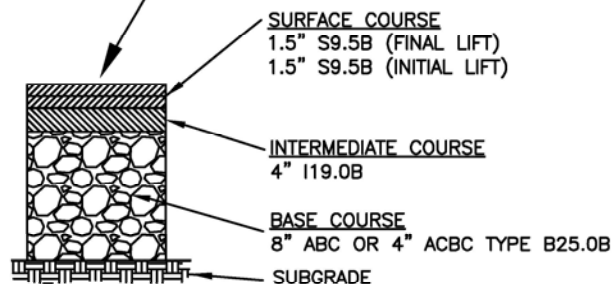 SURFACE COURSE
1.5" S9.5B (FINAL LIFT)
1.5" S9.5B (INITIAL LIFT)
INTERMEDIATE COURSE
4" I19.0B
BASE COURSE
8" ABC OR 4" ACBC TYPE B25.0B
SUBGRADE